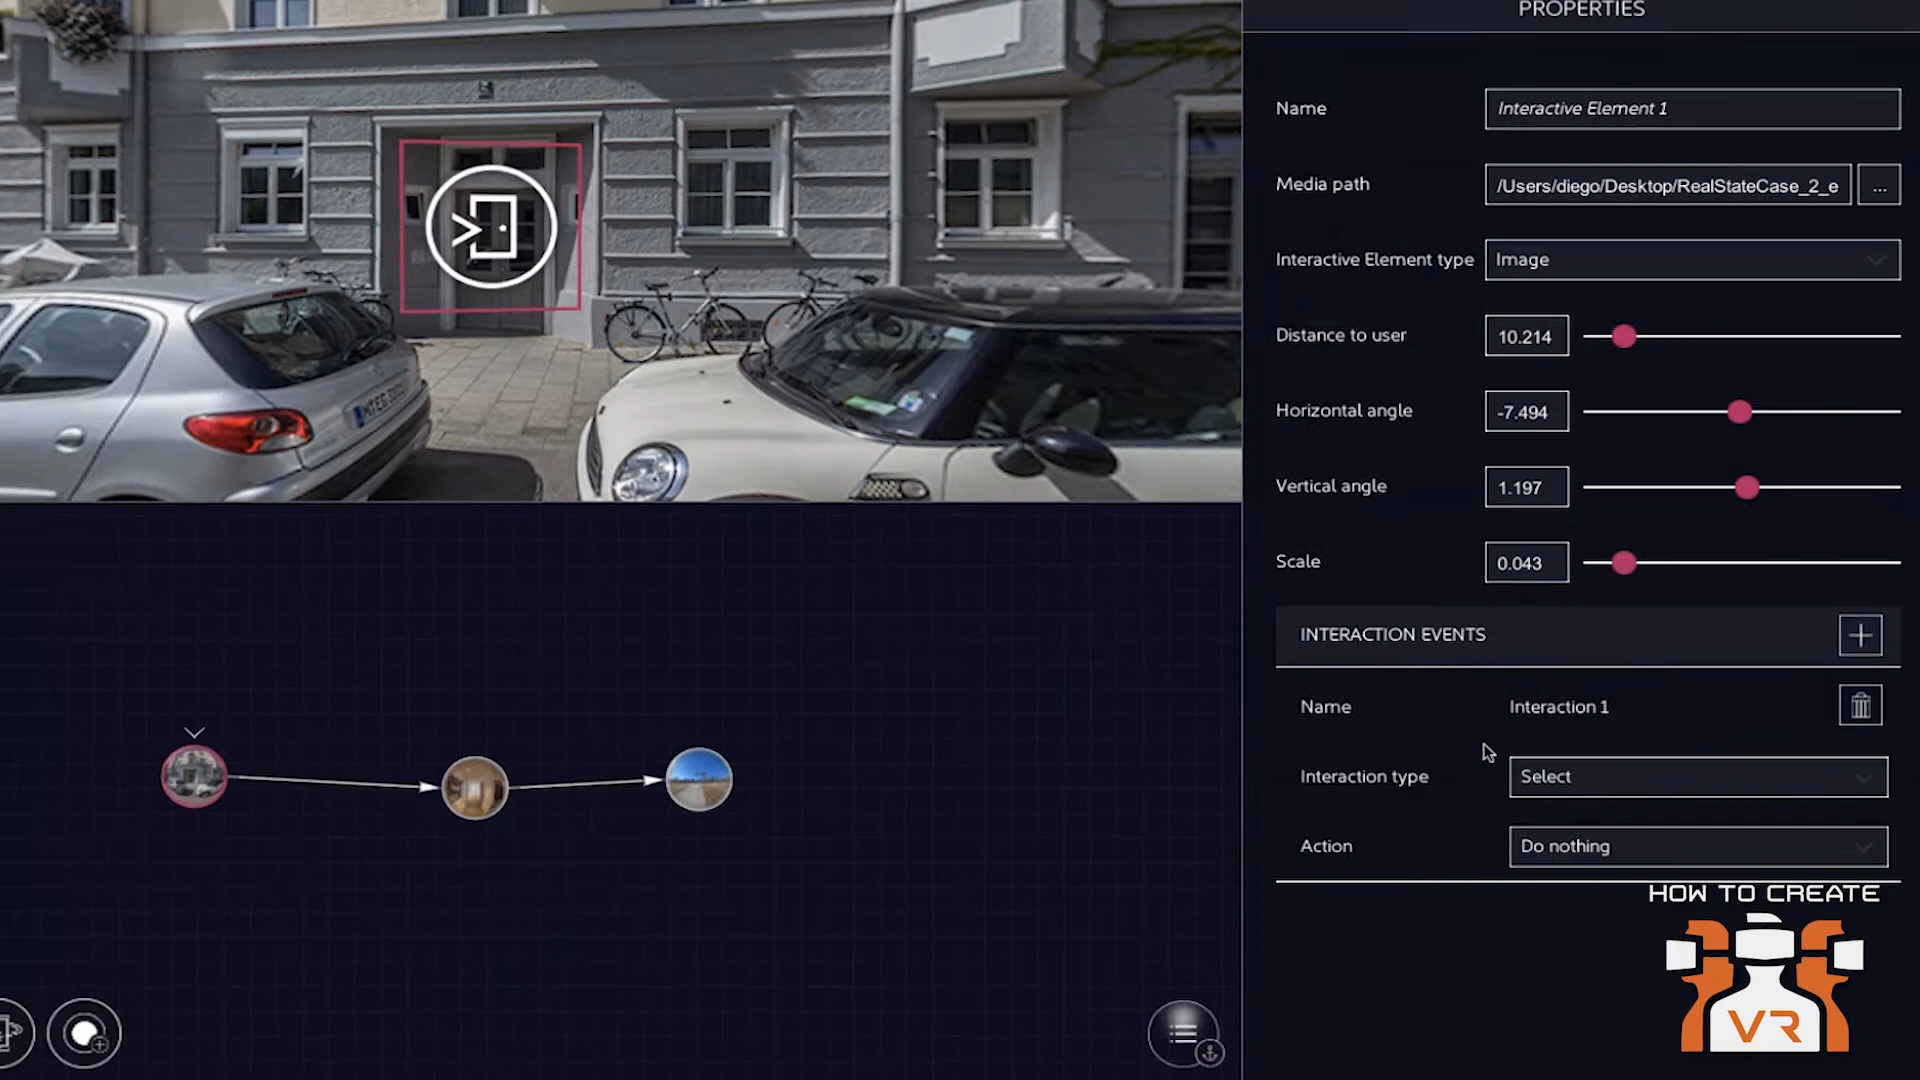 PROPERTIES
Name
Interactive Element 1
Media path
/Users/diego/Desktop/RealStateCase_2_e
...
Interactive Element type
Image
Distance to user
10.214
Horizontal angle
-7.494
Vertical angle
1.197
Scale
0.043
INTERACTION EVENTS
Name
Interaction 1
Interaction type
Select
Action
Do nothing
HOW TO CREATE
VR